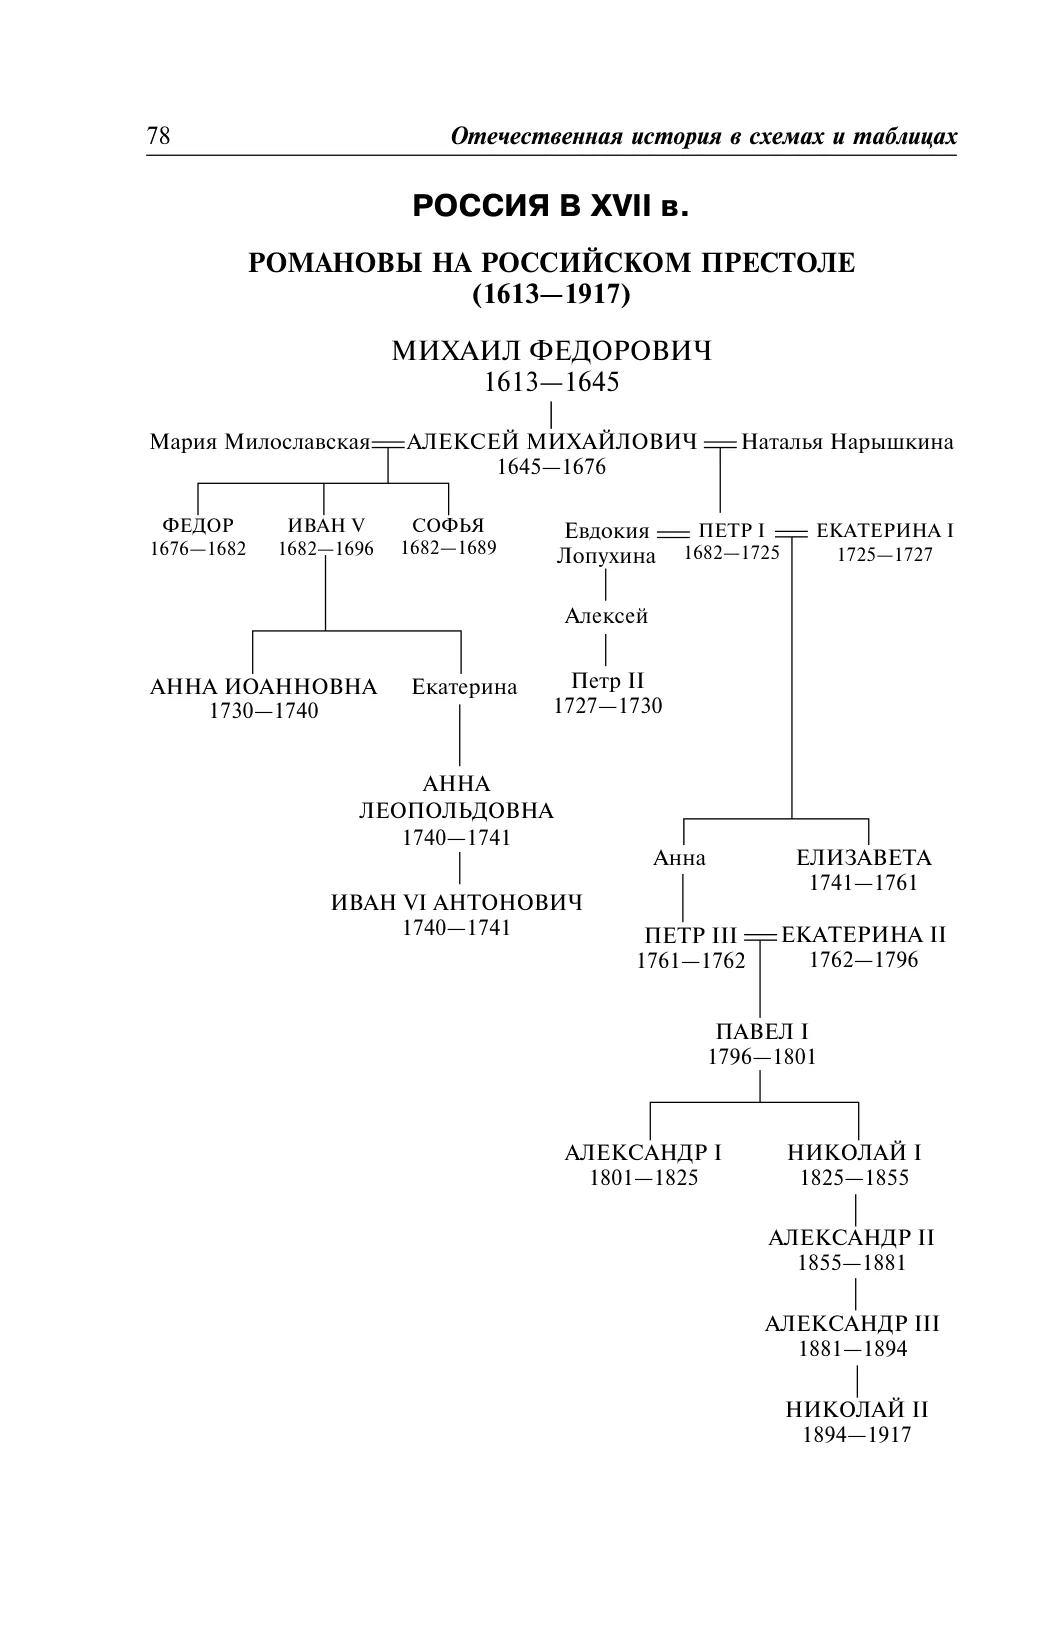 78 Отечественная история в схемах и таблицах
РОССИЯ В XVII в.
РОМАНОВЫ НА РОССИЙСКОМ ПРЕСТОЛЕ
(1613—1917)
МИХАИЛ ФЕДОРОВИЧ
1613—1645
Мария Милославская АЛЕКСЕЙ МИХАЙЛОВИЧ Наталья Нарышкина
1645—1676
ФЕДОР ИВАН V СОФЬЯ
1676—1682 1682—1696 1682—1689
Евдокия ПЕТР I ЕКАТЕРИНА I
Лопухина 1682—1725 1725—1727
Алексей
Петр II
1727—1730
АННА ИОАННОВНА Екатерина
1730—1740
АННА
ЛЕОПОЛЬДОВНА
1740—1741
ИВАН VI АНТОНОВИЧ
1740—1741
Анна ЕЛИЗАВЕТА
1741—1761
ПЕТР III ЕКАТЕРИНА II
1761—1762 1762—1796
ПАВЕЛ I
1796—1801
АЛЕКСАНДР I НИКОЛАЙ I
1801—1825 1825—1855
АЛЕКСАНДР II
1855—1881
АЛЕКСАНДР III
1881—1894
НИКОЛАЙ II
1894—1917